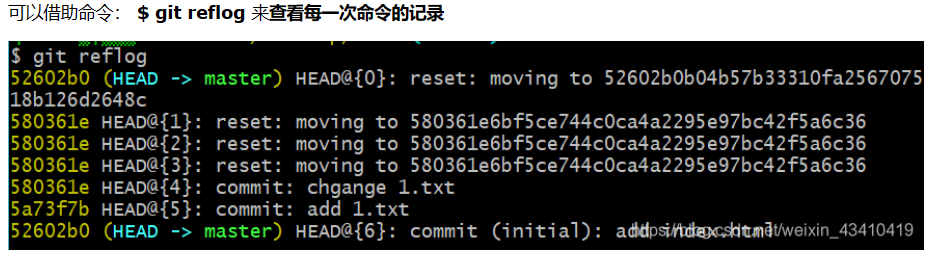 可以借助命令： $ git reflog 来查看每一次命令的记录
$ git reflog
52602b0 (HEAD -> master) HEAD@{0}: reset: moving to 52602b0b04b57b33310fa2567075
18b126d2648c
580361e HEAD@{1}: reset: moving to 580361e6bf5ce744c0ca4a2295e97bc42f5a6c36
580361e HEAD@{2}: reset: moving to 580361e6bf5ce744c0ca4a2295e97bc42f5a6c36
580361e HEAD@{3}: reset: moving to 580361e6bf5ce744c0ca4a2295e97bc42f5a6c36
580361e HEAD@{4}: commit: chgange 1.txt
5a73f7b HEAD@{5}: commit: add 1.txt
52602b0 (HEAD -> master) HEAD@{6}: commit (initial): add index.html
https://blog.csdn.net/weixin_43410419